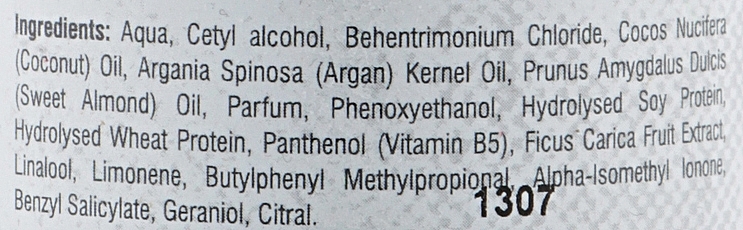 Ingredients: Aqua, Cetyl alcohol, Behentrimonium Chloride, Cocos Nucifera
(Coconut) Oil, Argania Spinosa (Argan) Kernel Oil, Prunus Amygdalus Dulcis
(Sweet Almond) Oil, Parfum, Phenoxyethanol, Hydrolysed Soy Protein,
Hydrolysed Wheat Protein, Panthenol (Vitamin B5), Ficus Carica Fruit Extract,
Linalool, Limonene, Butylphenyl Methylpropional, Alpha-Isomethyl Ionone,
Benzyl Salicylate, Geraniol, Citral.
1307